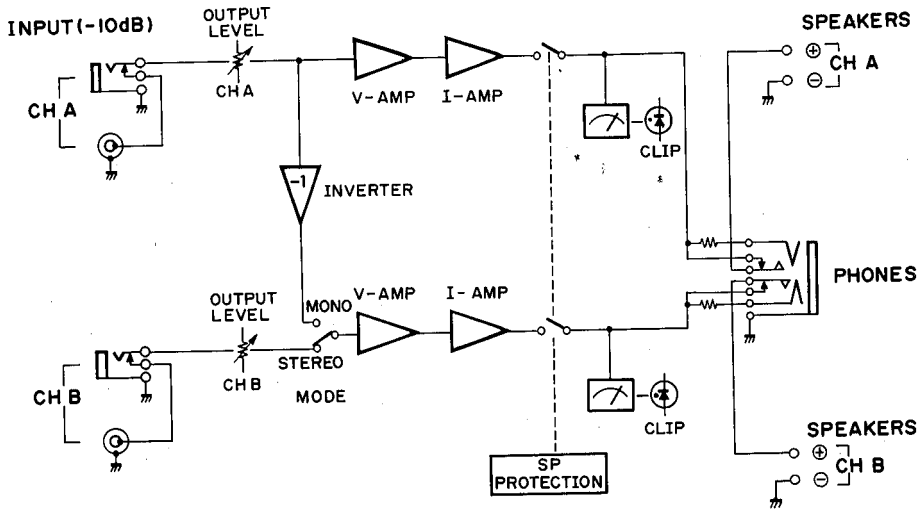 INPUT (-10dB)
OUTPUT
LEVEL
SPEAKERS
CH A
CH A
V-AMP
I-AMP
CH A
CLIP
-1
INVERTER
PHONES
OUTPUT
LEVEL
MONO
V-AMP
I-AMP
STEREO
CH B
MODE
CH B
CLIP
SPEAKERS
CH B
SP
PROTECTION